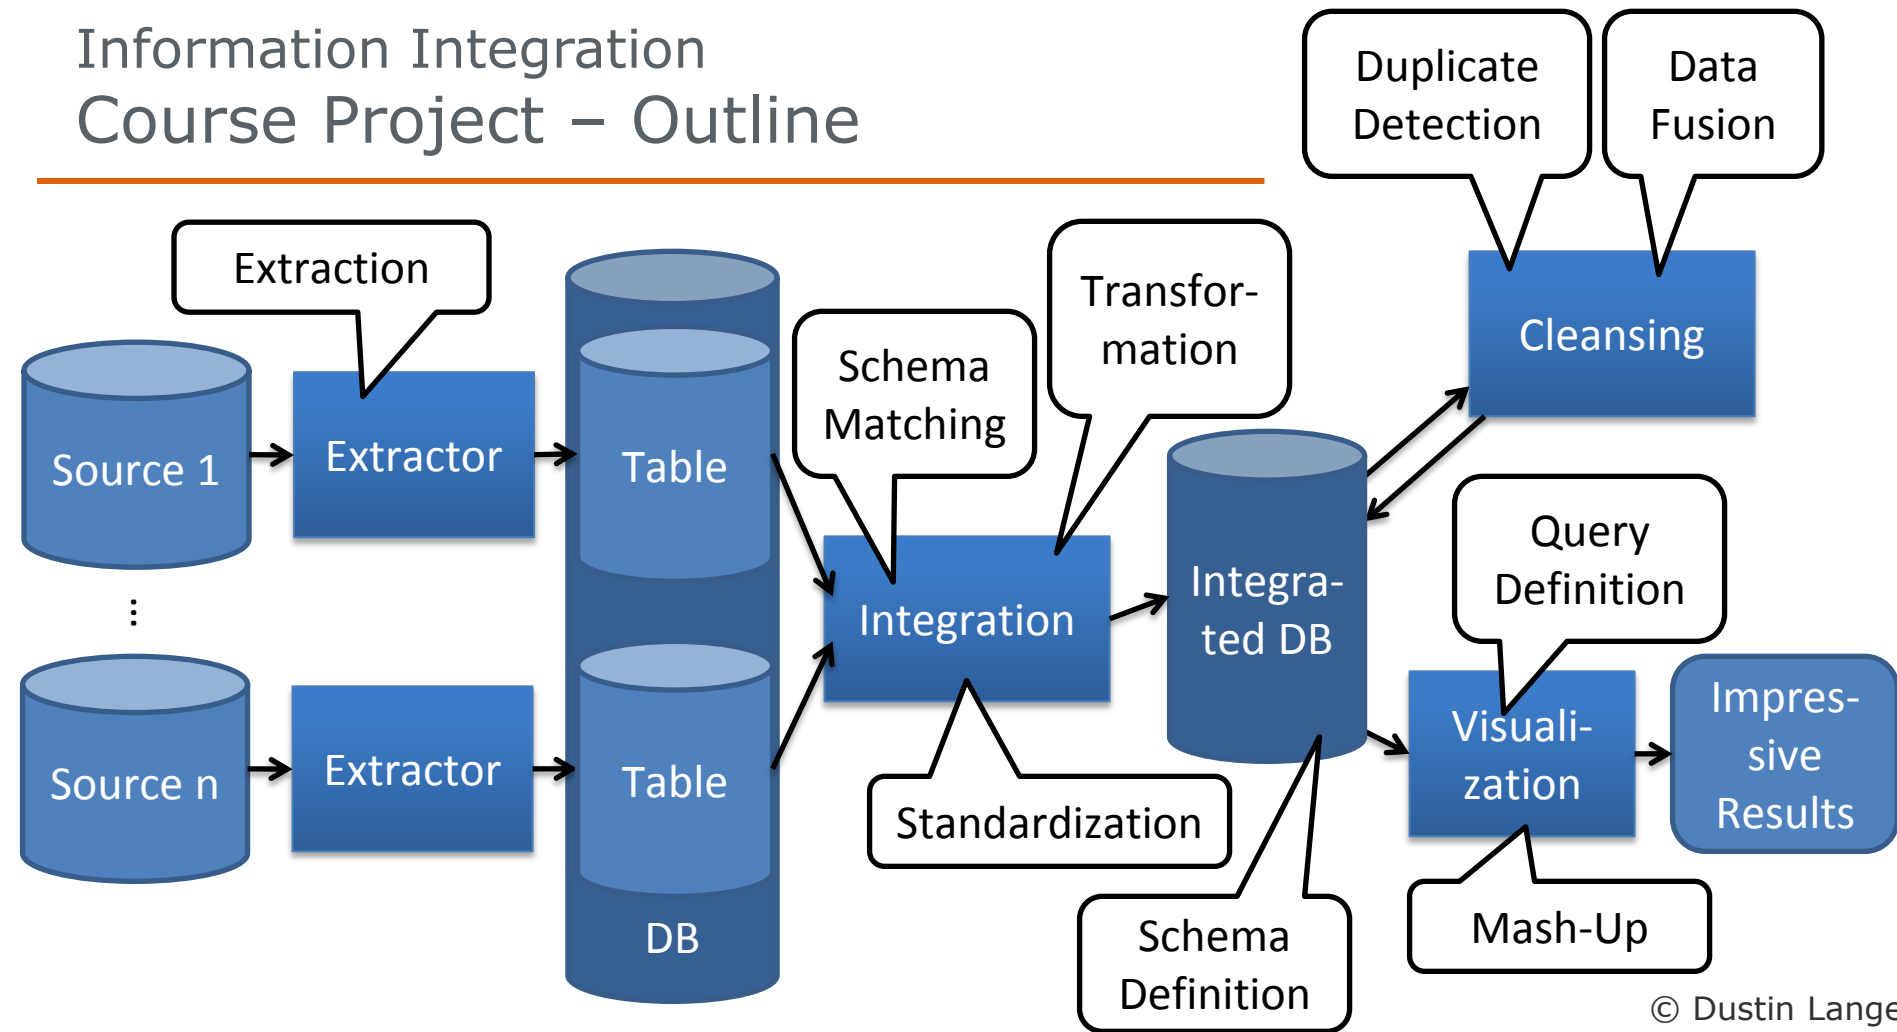 Information Integration
Course Project – Outline
Duplicate
Detection
Data
Fusion
Extraction
Transfor-
mation
Cleansing
Schema
Matching
Source 1
Extractor
Table
Query
Definition
Integra-
ted DB
Integration
...
Source n
Extractor
Table
Visuali-
zation
Impres-
sive
Results
Standardization
DB
Schema
Definition
Mash-Up
© Dustin Lange